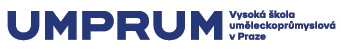 UMPRUM
Vysoká škola
uměleckoprůmyslová
v Praze